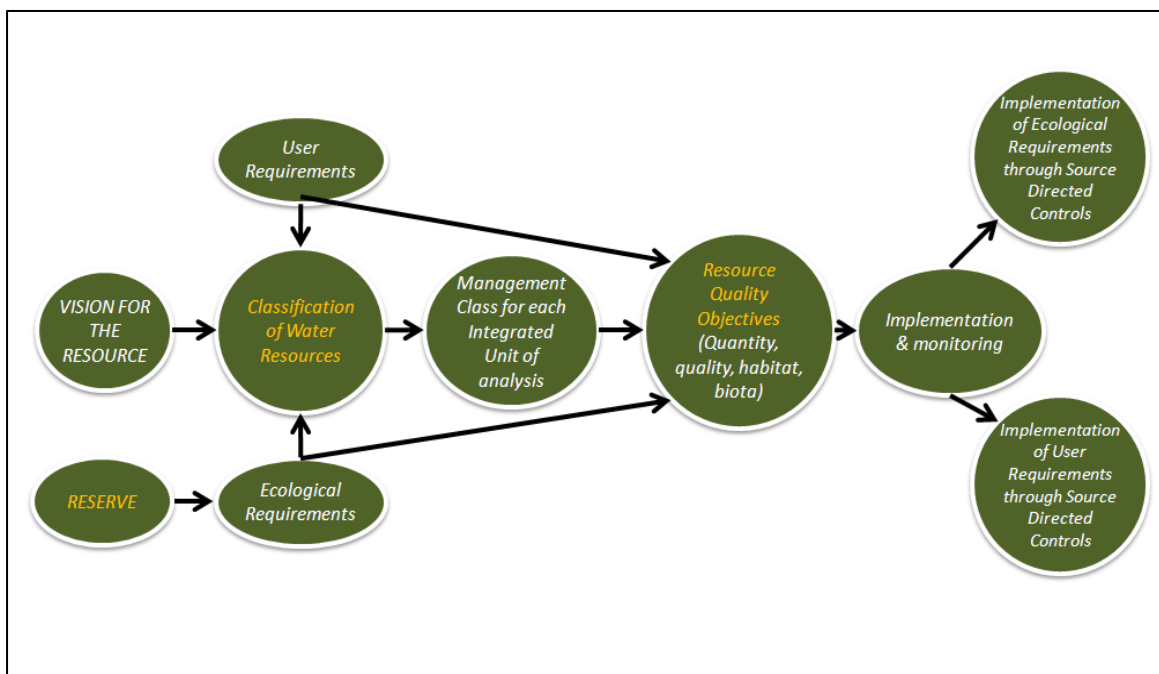 User
Requirements
VISION FOR
THE
RESOURCE
Classification
of Water
Resources
Management
Class for each
Integrated
Unit of
analysis
RESERVE
Ecological
Requirements
Resource
Quality
Objectives
(Quantity,
quality, habitat,
biota)
Implementation
& monitoring
Implementation
of Ecological
Requirements
through Source
Directed
Controls
Implementation
of User
Requirements
through Source
Directed
Controls